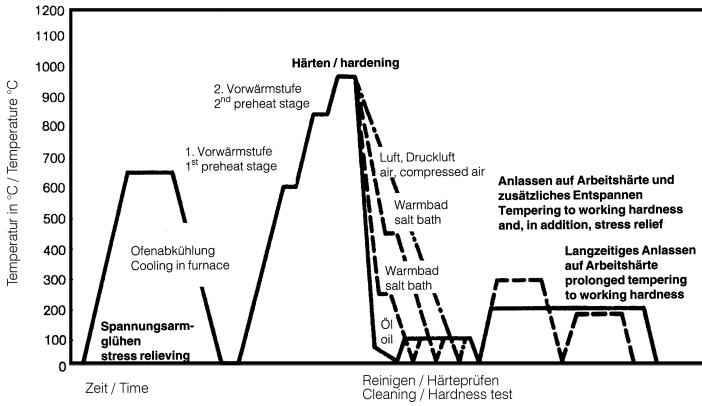 Temperatur in °C / Temperature °C
1200
1100
1000
900
800
700
600
500
400
300
200
100
0
Härten / hardening
2. Vorwärmstufe
2nd preheat stage
1. Vorwärmstufe
1st preheat stage
Luft, Druckluft
air, compressed air
Warmbad
salt bath
Warmbad
salt bath
Öl
oil
Ofenabkühlung
Cooling in furnace
Spannungsarm-
glühen
stress relieving
Anlassen auf Arbeitshärte und
zusätzliches Entspannen
Tempering to working hardness
and, in addition, stress relief
Langzeitiges Anlassen
auf Arbeitshärte
prolonged tempering
to working hardness
Zeit / Time
Reinigen / Härteprüfen
Cleaning / Hardness test